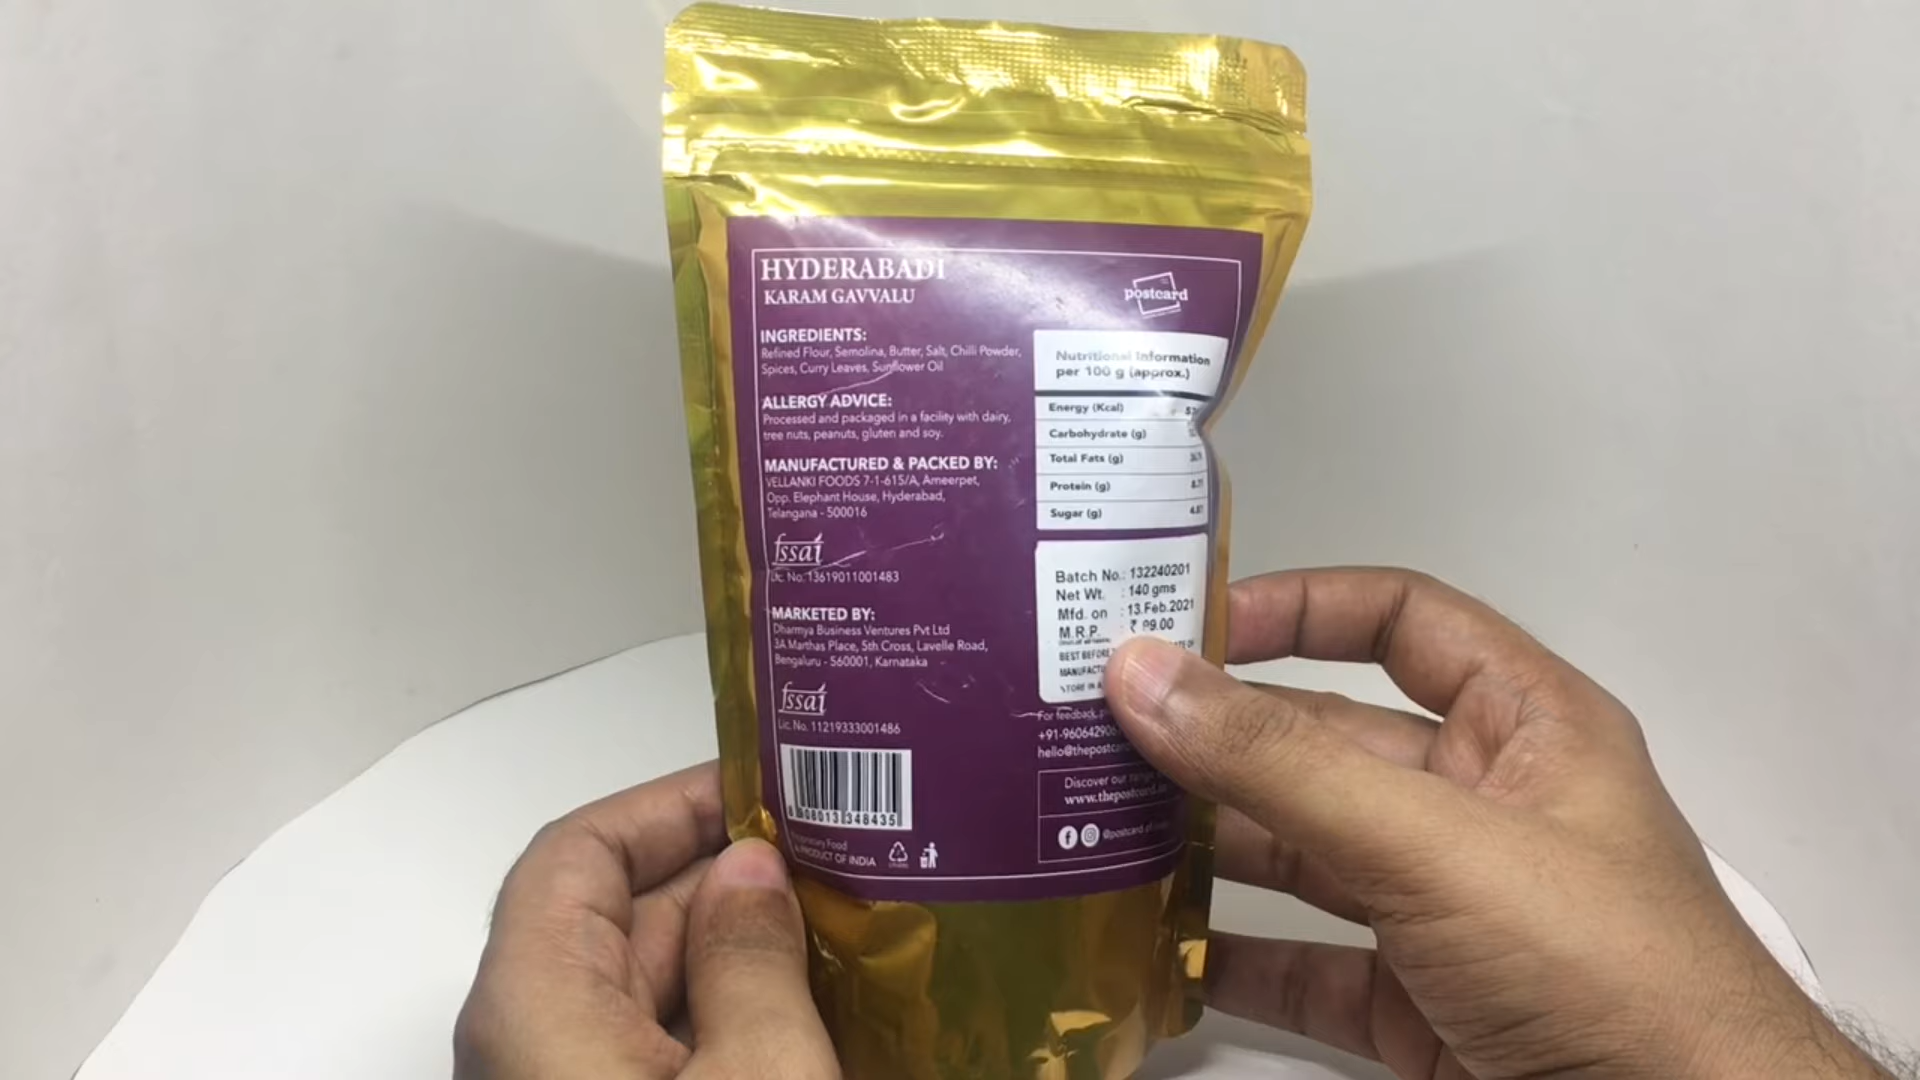 HYDERABADI
KARAM GAVVALU
postcard
INGREDIENTS:
Refined Flour, Semolina, Butter, Salt, Chilli Powder,
Spices, Curry Leaves, Sunflower Oil
ALLERGY ADVICE:
Processed and packaged in a facility with dairy,
tree nuts, peanuts, gluten and soy.
MANUFACTURED & PACKED BY:
VELLANKI FOODS 7-1-615/A, Ameerpet,
Opp. Elephant House, Hyderabad,
Telangana - 500016
fssai
Lic. No. 13619011001483
MARKETED BY:
Dharmya Business Ventures Pvt Ltd
3A Marthas Place, 5th Cross, Lavelle Road,
Bengaluru - 560001, Karnataka
fssai
Lic. No. 11219333001486
08013 348435
Food
PRODUCT OF INDIA
Nutritional Information
per 100 g (approx.)
Energy (Kcal)
Carbohydrate (g)
Total Fats (g)
Protein (g)
Sugar (g)
Batch No.: 132240201
Net Wt. : 140 gms
Mfd. on : 13.Feb.2021
M.R.P. : ₹
BEST BEFORE
For feedback,
Discover our